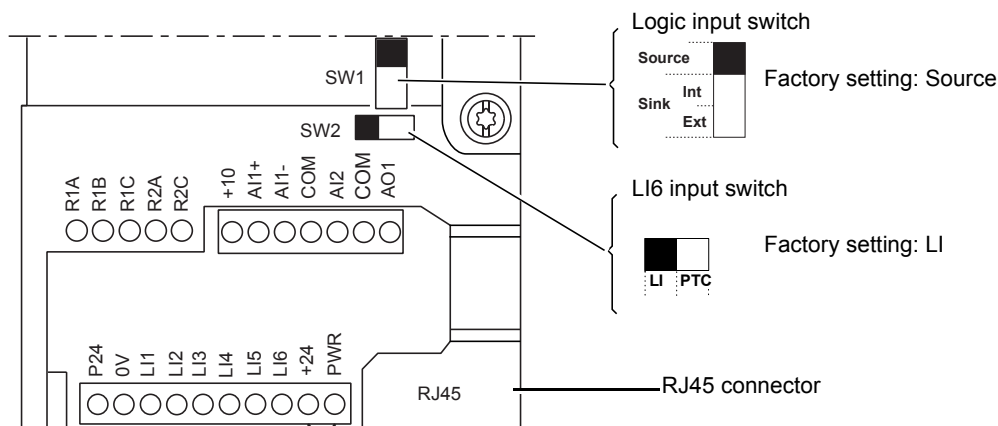 Logic input switch
Source
Sink
Int
Ext
Factory setting: Source
SW1
SW2
LI6 input switch
Factory setting: LI
LI PTC
R1A R1B R1C R2A R2C
+10 AI1+ AI1- COM AI2 COM AO1
P24 0V LI1 LI2 LI3 LI4 LI5 LI6 +24 PWR
RJ45
RJ45 connector